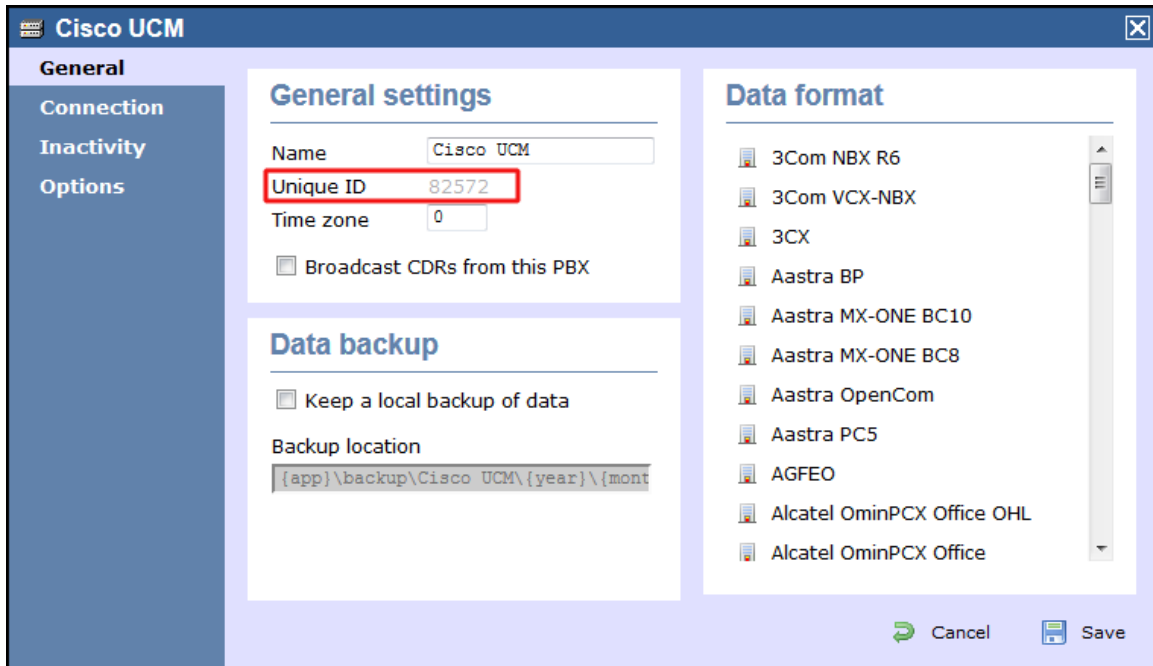 Cisco UCM
General
Connection
Inactivity
Options
General settings
Name Cisco UCM
Unique ID 82572
Time zone 0
Broadcast CDRs from this PBX
Data backup
Keep a local backup of data
Backup location
{app}\backup\Cisco UCM\{year}\{mont
Data format
3Com NBX R6
3Com VCX-NBX
3CX
Aastra BP
Aastra MX-ONE BC10
Aastra MX-ONE BC8
Aastra OpenCom
Aastra PC5
AGFEO
Alcatel OminPCX Office OHL
Alcatel OminPCX Office
Cancel Save